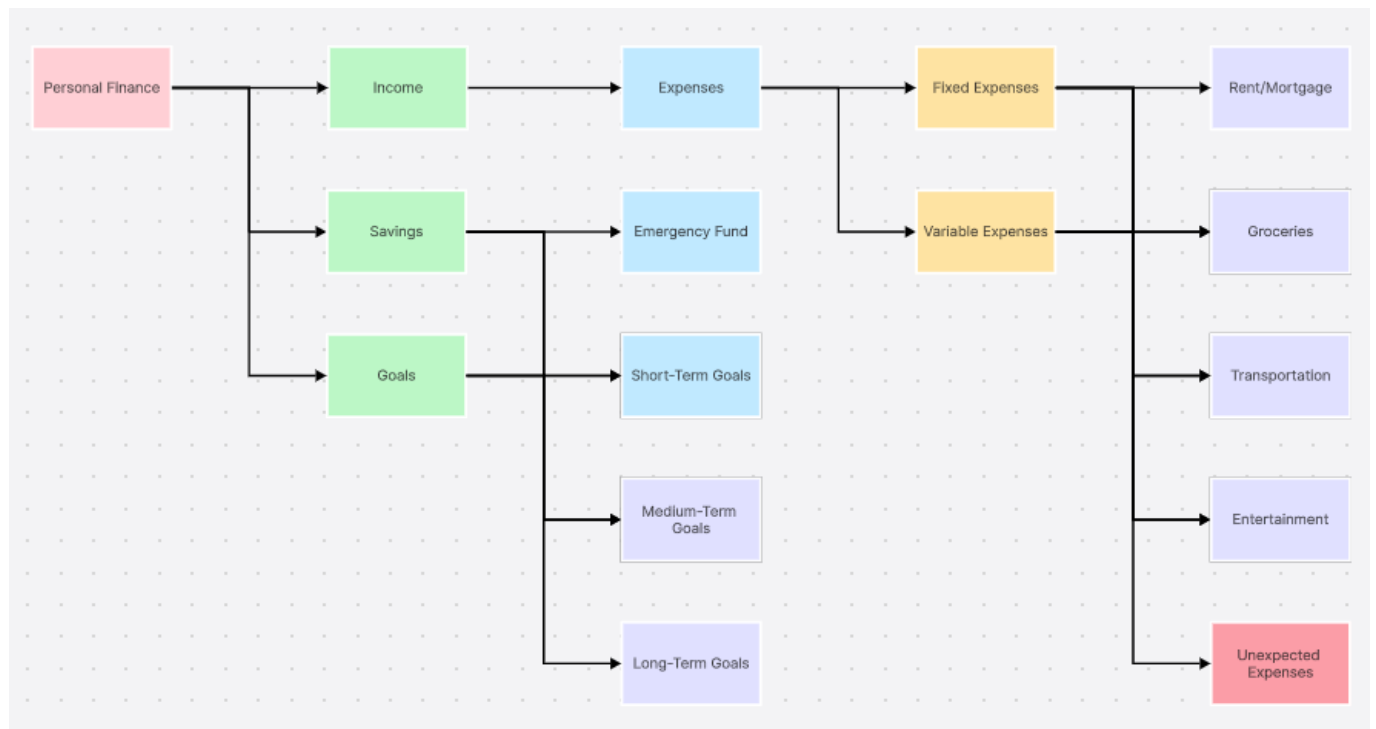 Personal Finance
Income
Expenses
Fixed Expenses
Rent/Mortgage
Savings
Emergency Fund
Variable Expenses
Groceries
Goals
Short-Term Goals
Transportation
Medium-Term
Goals
Entertainment
Long-Term Goals
Unexpected
Expenses